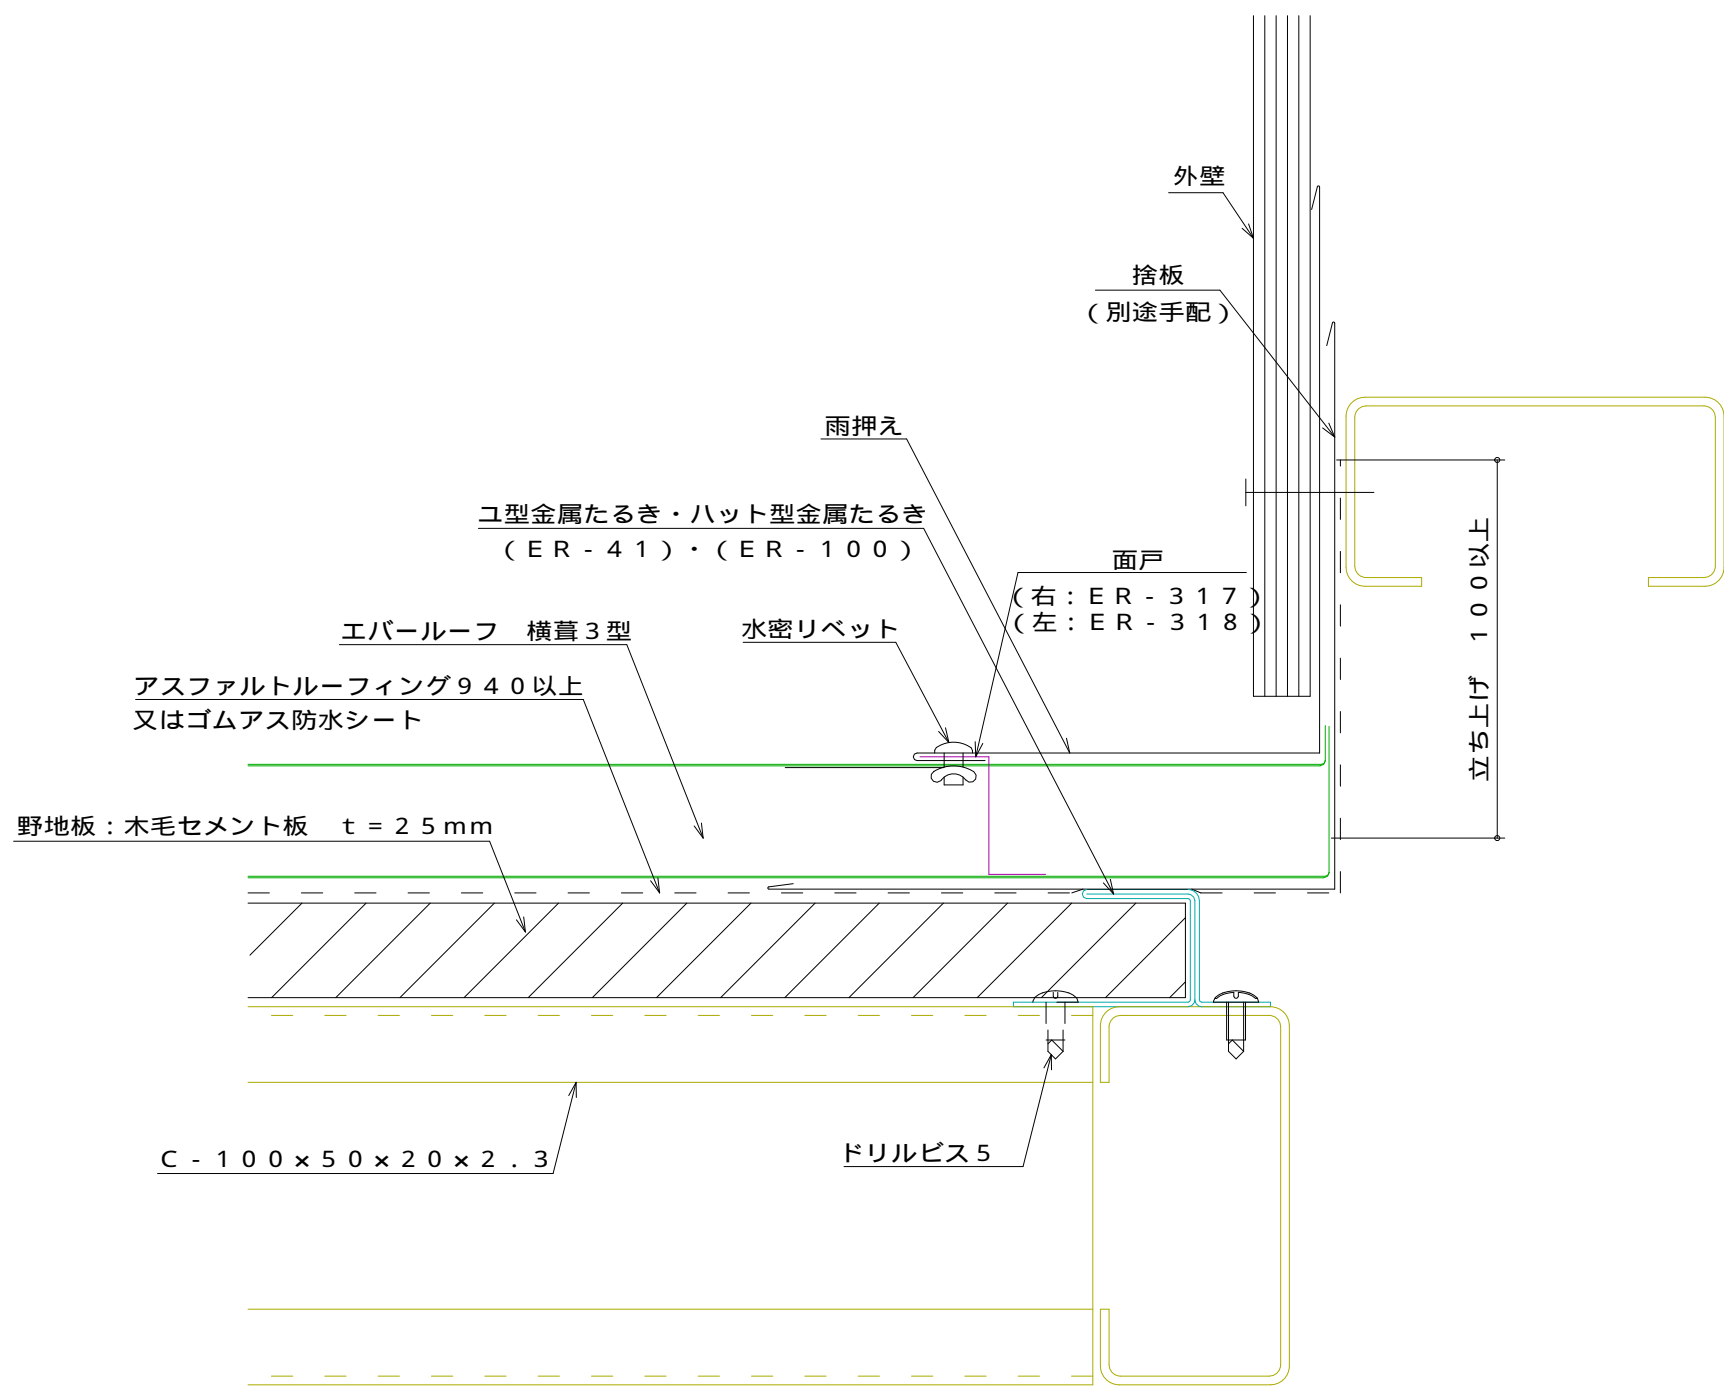 外壁
捨板
（別途手配）
雨押え
ユ型金属たるき・ハット型金属たるき
（ＥＲ－４１）・（ＥＲ－１００）
面戸
（右：ＥＲ－３１７）
（左：ＥＲ－３１８）
立ち上げ　１００以上
エバールーフ　横葺３型
水密リベット
アスファルトルーフィング９４０以上
又はゴムアス防水シート
野地板：木毛セメント板　ｔ＝２５ｍｍ
Ｃ－１００×５０×２０×２．３
ドリルビス５